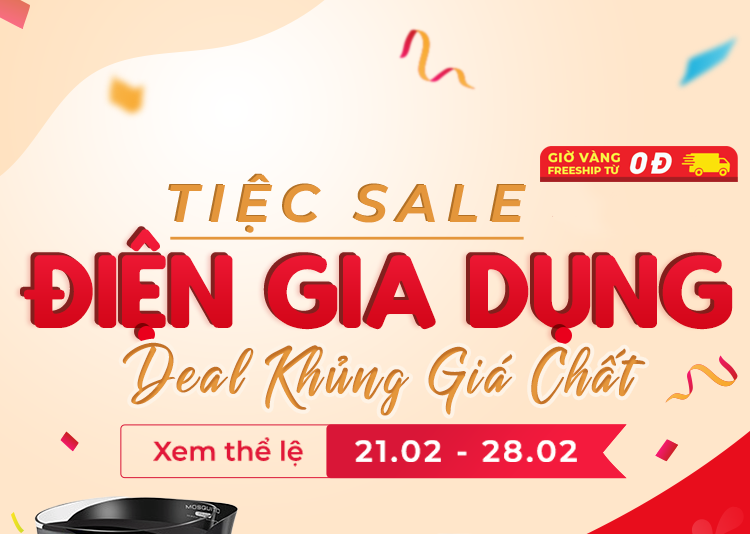 GIỜ VÀNG
FREESHIP TỪ 0Đ
TIỆC SALE
ĐIỆN GIA DỤNG
Deal Khủng Giá Chất
Xem thể lệ 21.02 - 28.02
MOSQUITO